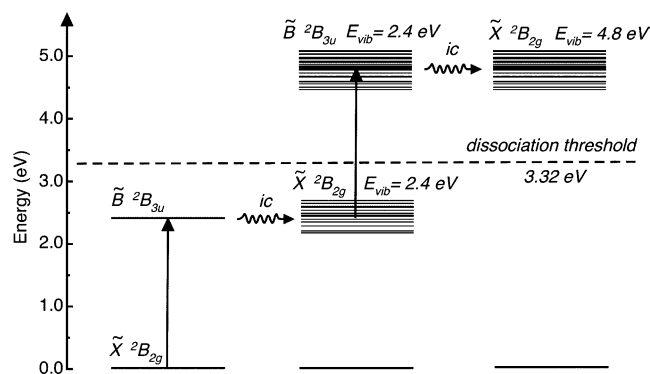 B̃ ²B₃ᵤ E_vib = 2.4 eV
X̃ ²B₂g E_vib = 4.8 eV
ic
5.0
4.0
dissociation threshold
3.32 eV
3.0
X̃ ²B₂g E_vib = 2.4 eV
B̃ ²B₃ᵤ
ic
2.0
1.0
X̃ ²B₂g
0.0
Energy (eV)